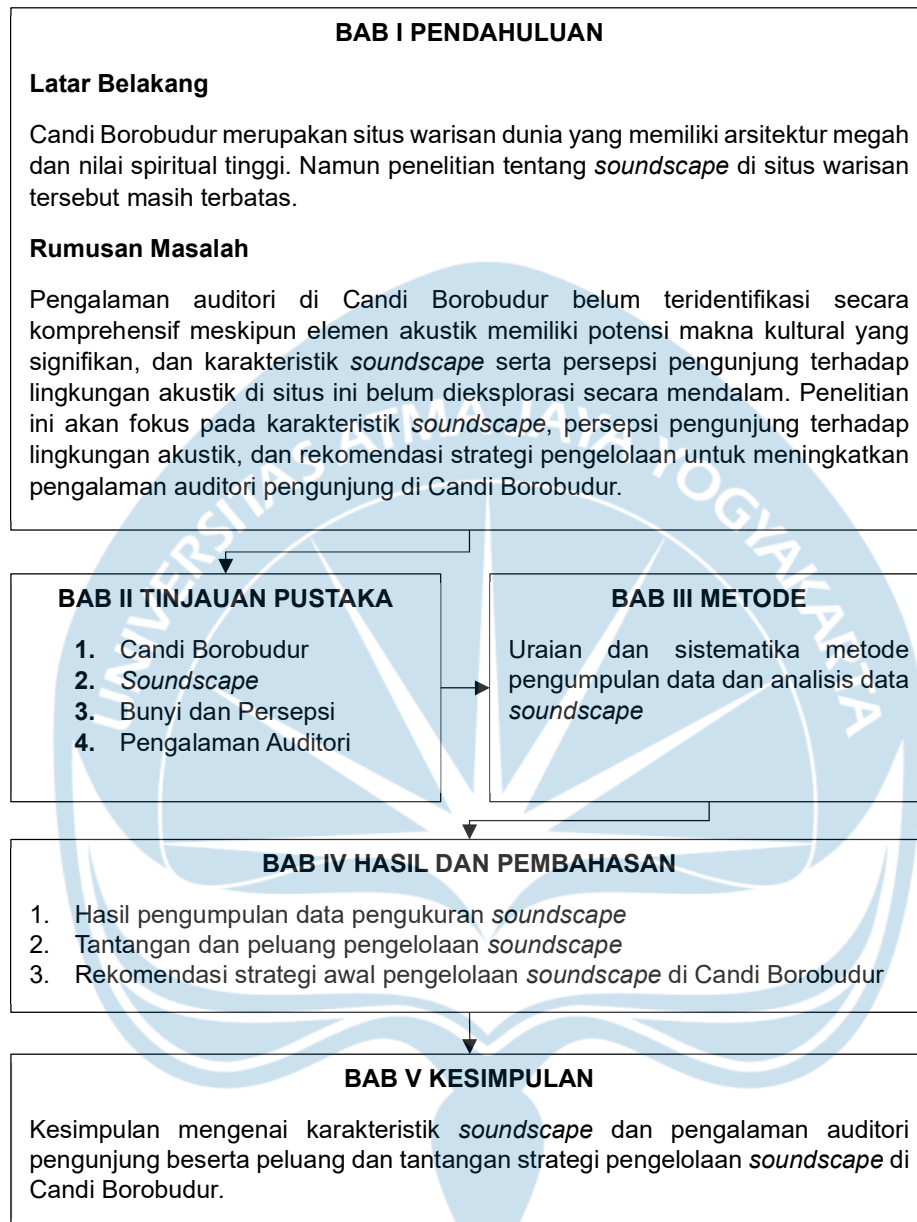 BAB I PENDAHULUAN
Latar Belakang
Candi Borobudur merupakan situs warisan dunia yang memiliki arsitektur megah
dan nilai spiritual tinggi. Namun penelitian tentang soundscape di situs warisan
tersebut masih terbatas.
Rumusan Masalah
Pengalaman auditori di Candi Borobudur belum teridentifikasi secara
komprehensif meskipun elemen akustik memiliki potensi makna kultural yang
signifikan, dan karakteristik soundscape serta persepsi pengunjung terhadap
lingkungan akustik di situs ini belum dieksplorasi secara mendalam. Penelitian
ini akan fokus pada karakteristik soundscape, persepsi pengunjung terhadap
lingkungan akustik, dan rekomendasi strategi pengelolaan untuk meningkatkan
pengalaman auditori pengunjung di Candi Borobudur.
UNIVERSITAS ATMA JAYA YOGYAKARTA
BAB II TINJAUAN PUSTAKA
1. Candi Borobudur
2. Soundscape
3. Bunyi dan Persepsi
4. Pengalaman Auditori
BAB III METODE
Uraian dan sistematika metode
pengumpulan data dan analisis data
soundscape
BAB IV HASIL DAN PEMBAHASAN
1. Hasil pengumpulan data pengukuran soundscape
2. Tantangan dan peluang pengelolaan soundscape
3. Rekomendasi strategi awal pengelolaan soundscape di Candi Borobudur
BAB V KESIMPULAN
Kesimpulan mengenai karakteristik soundscape dan pengalaman auditori
pengunjung beserta peluang dan tantangan strategi pengelolaan soundscape di
Candi Borobudur.